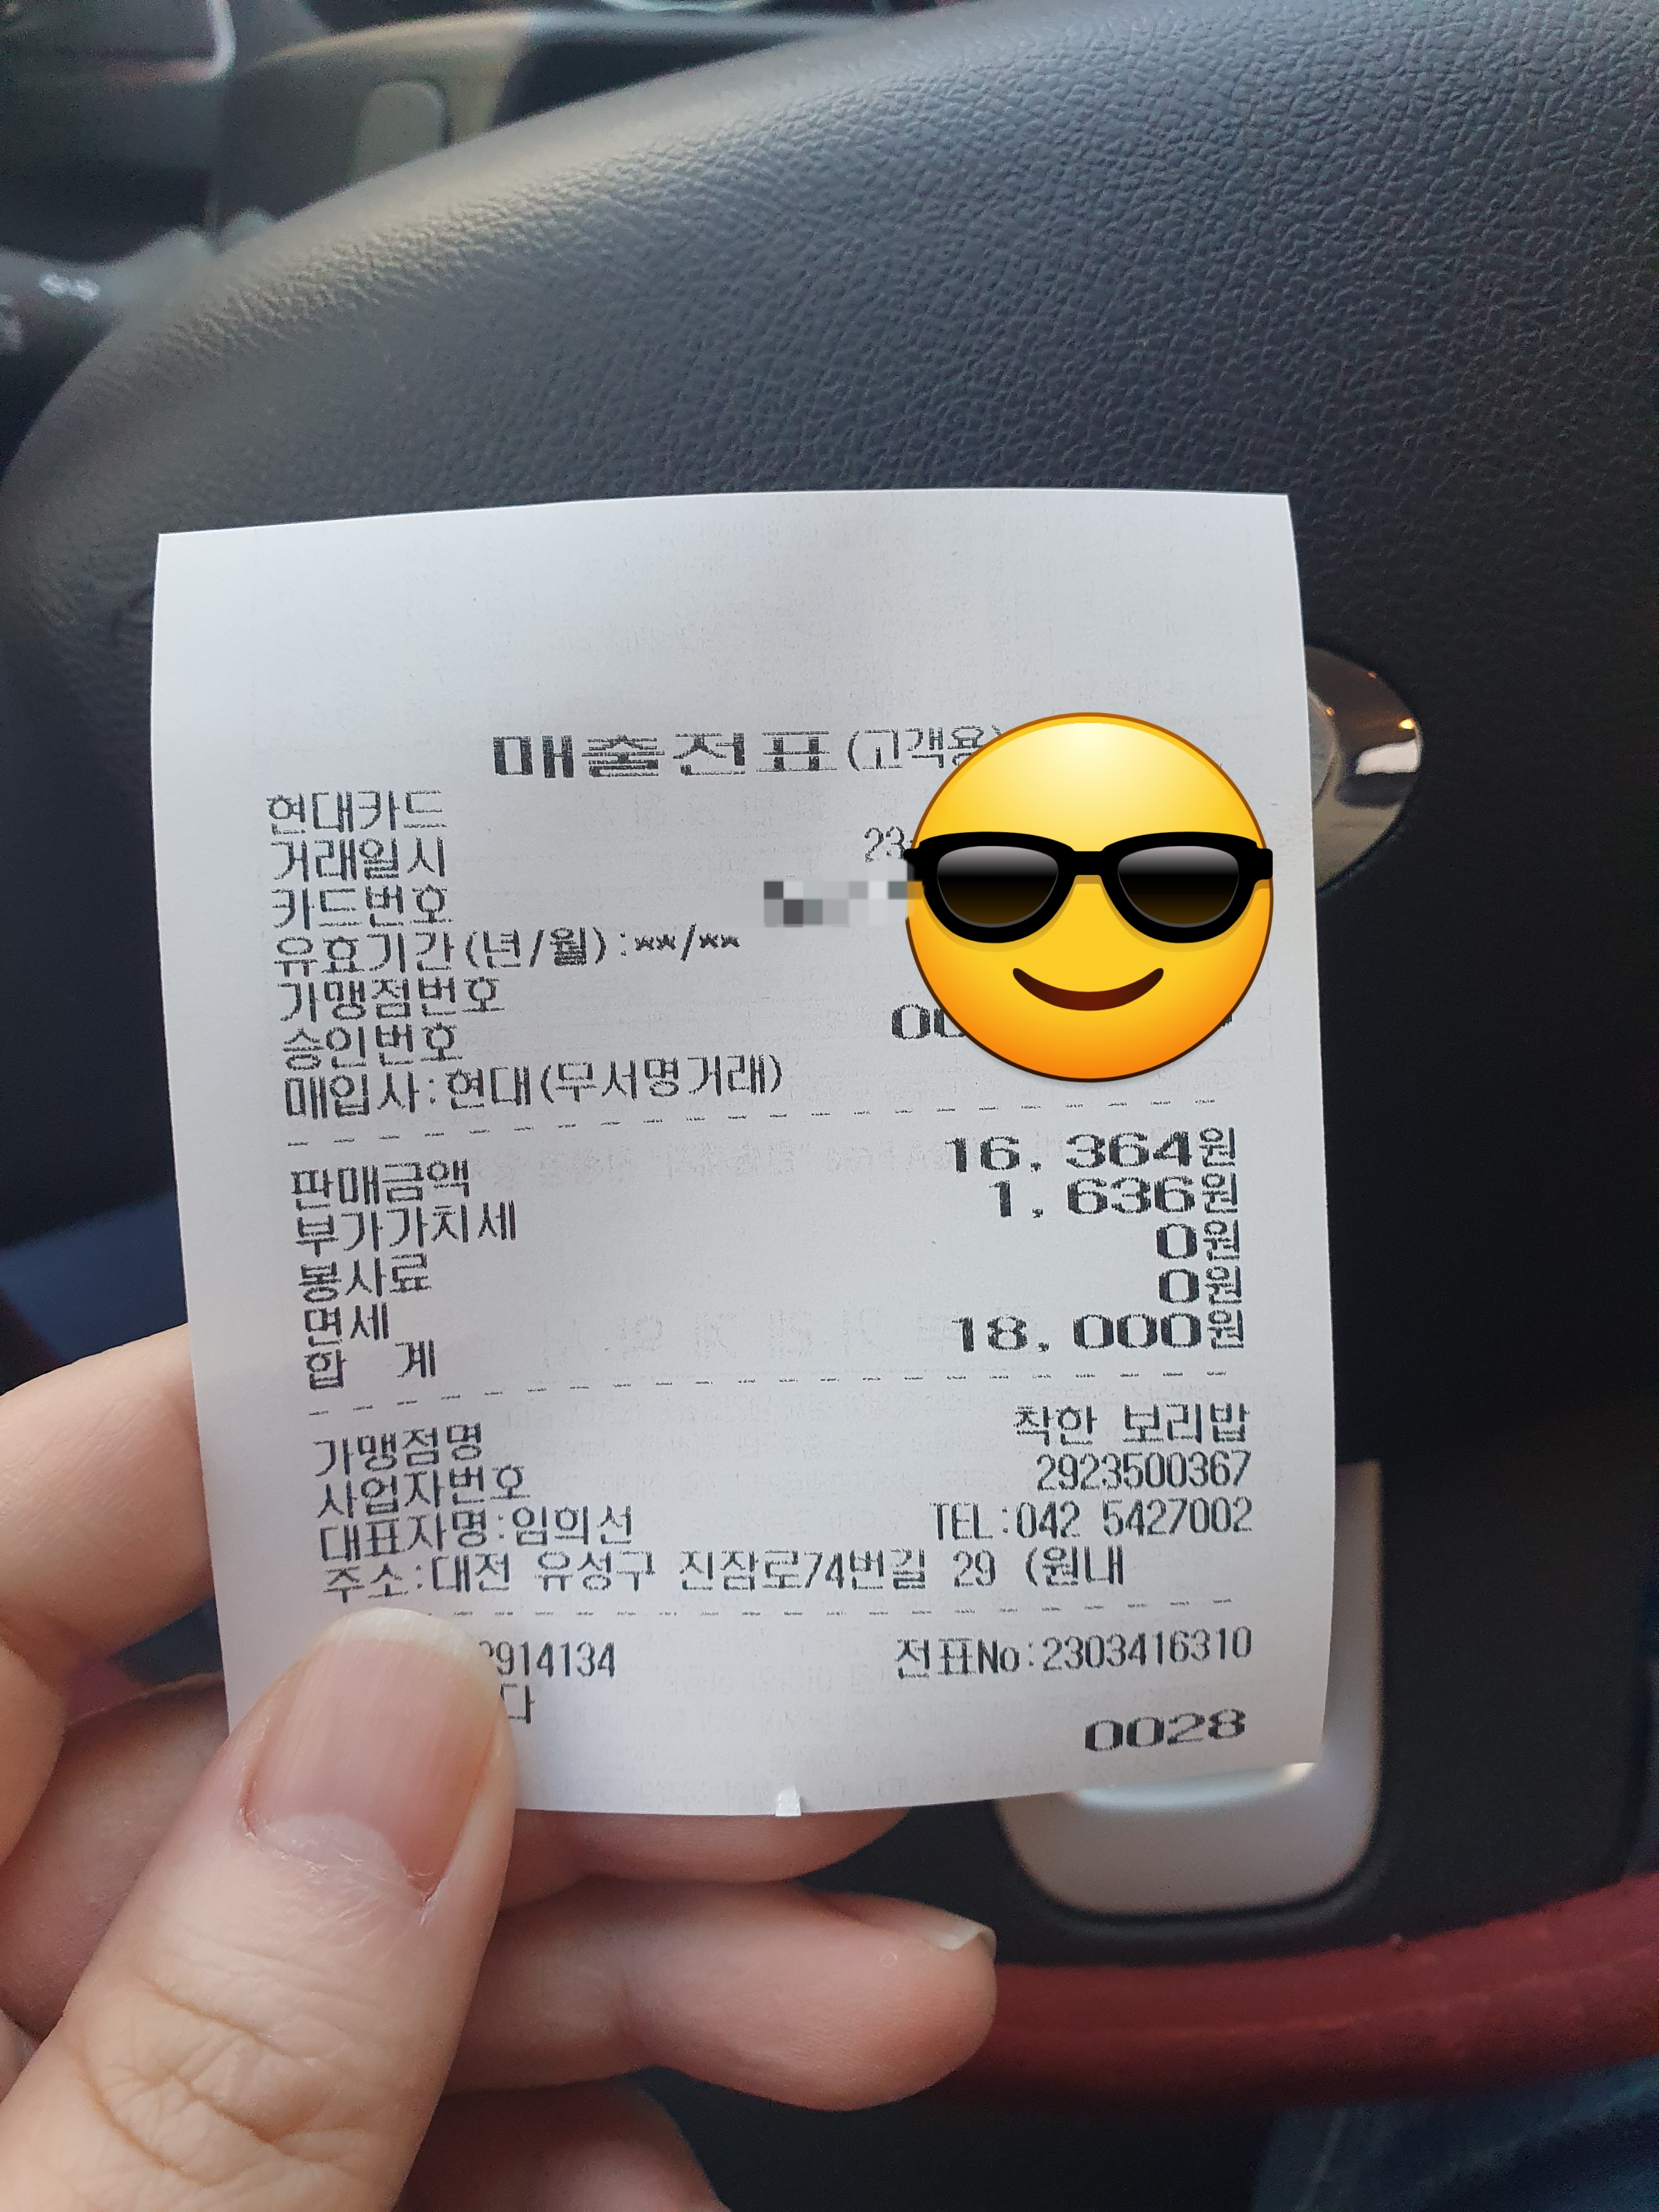 매출전표(고객용)
현대카드
거래일시 23
카드번호
유효기간(년/월):**/**
가맹점번호
승인번호 00
매입사:현대(무서명거래)
판매금액 16,364원
부가가치세 1,636원
봉사료 0원
면세 0원
합 계 18,000원
가맹점명 착한 보리밥
사업자번호 2923500367
대표자명:임희선 TEL:042 5427002
주소:대전 유성구 진잠로74번길 29 (원내
914134 전표No:2303416310
다
0028